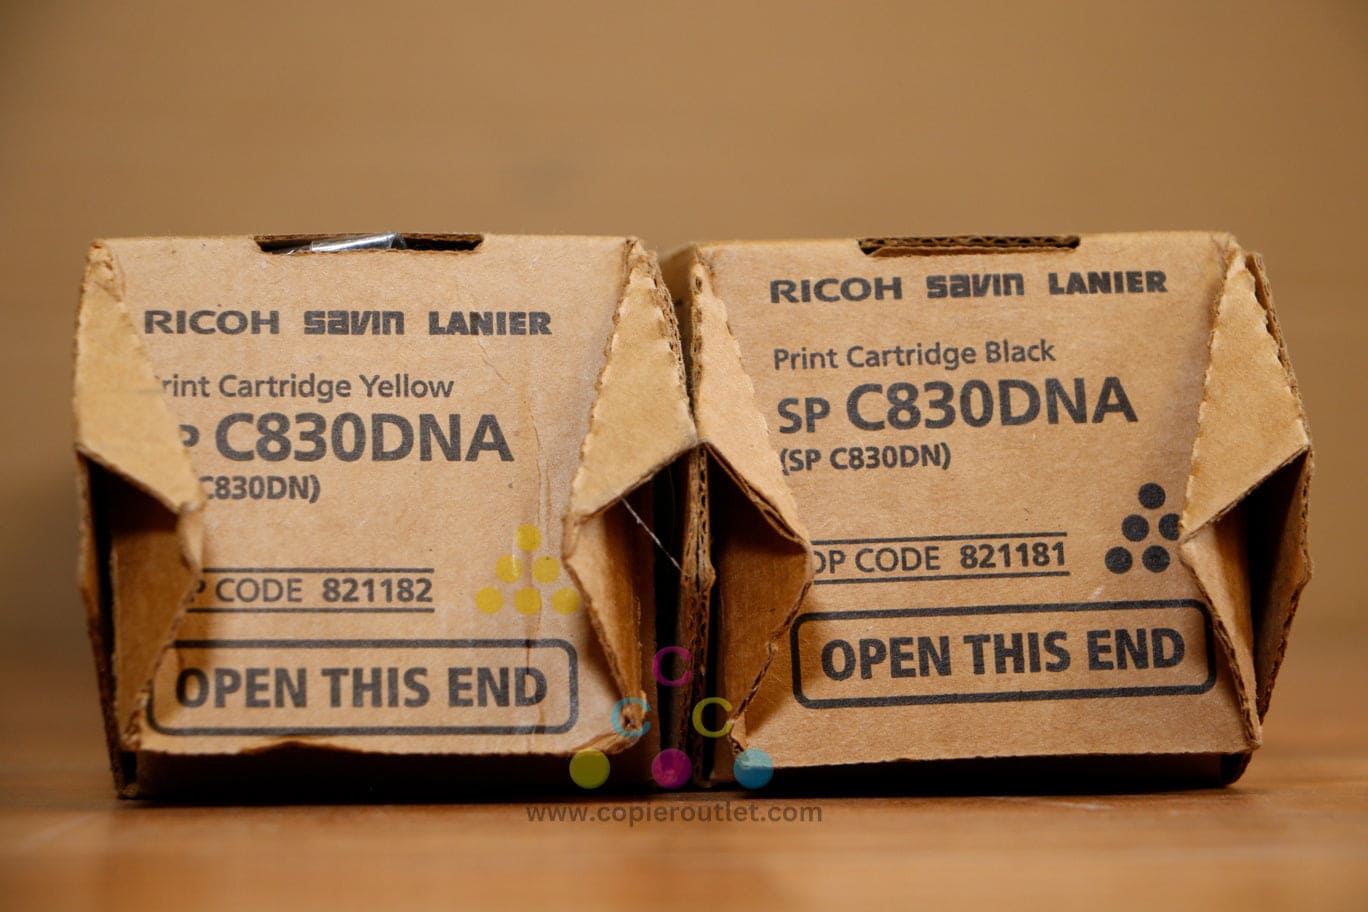 RICOH savin LANIER
rint Cartridge Yellow
P C830DNA
C830DN)
P CODE 821182
OPEN THIS END
RICOH savin LANIER
Print Cartridge Black
SP C830DNA
(SP C830DN)
DP CODE 821181
OPEN THIS END
C
C C
www.copieroutlet.com